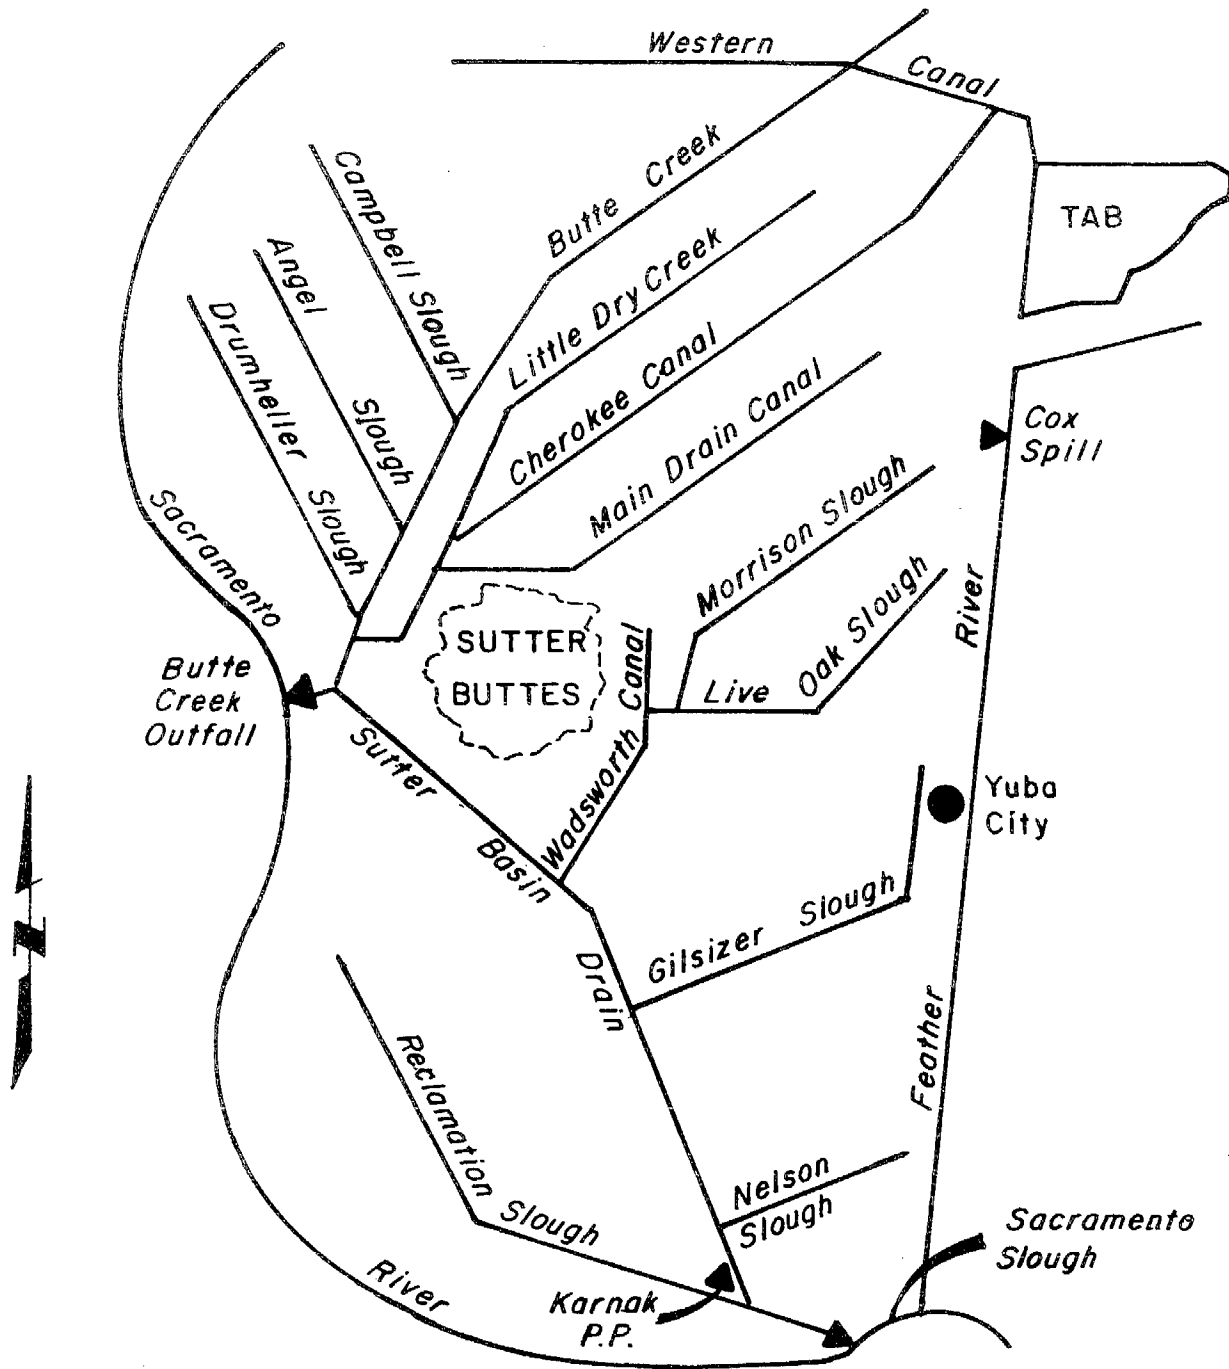 Western Canal
Butte Creek
TAB
Campbell Slough
Angel Slough
Drumheller Slough
Little Dry Creek
Cherokee Canal
Main Drain Canal
Cox
Spill
Morrison Slough
Sacramento
River
Live Oak Slough
SUTTER
BUTTES
Butte
Creek
Outfall
Wadsworth Canal
Sutter Basin Drain
Yuba
City
N
Gilsizer Slough
Feather
Reclamation Slough
Nelson
Slough
Sacramento
Slough
River
Karnak
P.P.